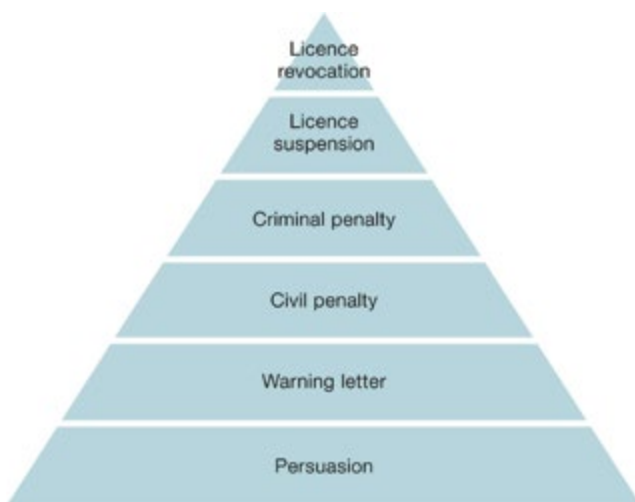 Licence
revocation
Licence
suspension
Criminal penalty
Civil penalty
Warning letter
Persuasion